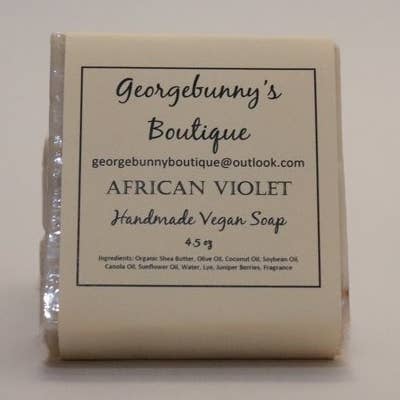 Georgebunny's
Boutique
georgebunnyboutique@outlook.com
AFRICAN VIOLET
Handmade Vegan Soap
4.5 oz
Ingredients: Organic Shea Butter, Olive Oil, Coconut Oil, Soybean Oil,
Canola Oil, Sunflower Oil, Water, Lye, Juniper Berries, Fragrance